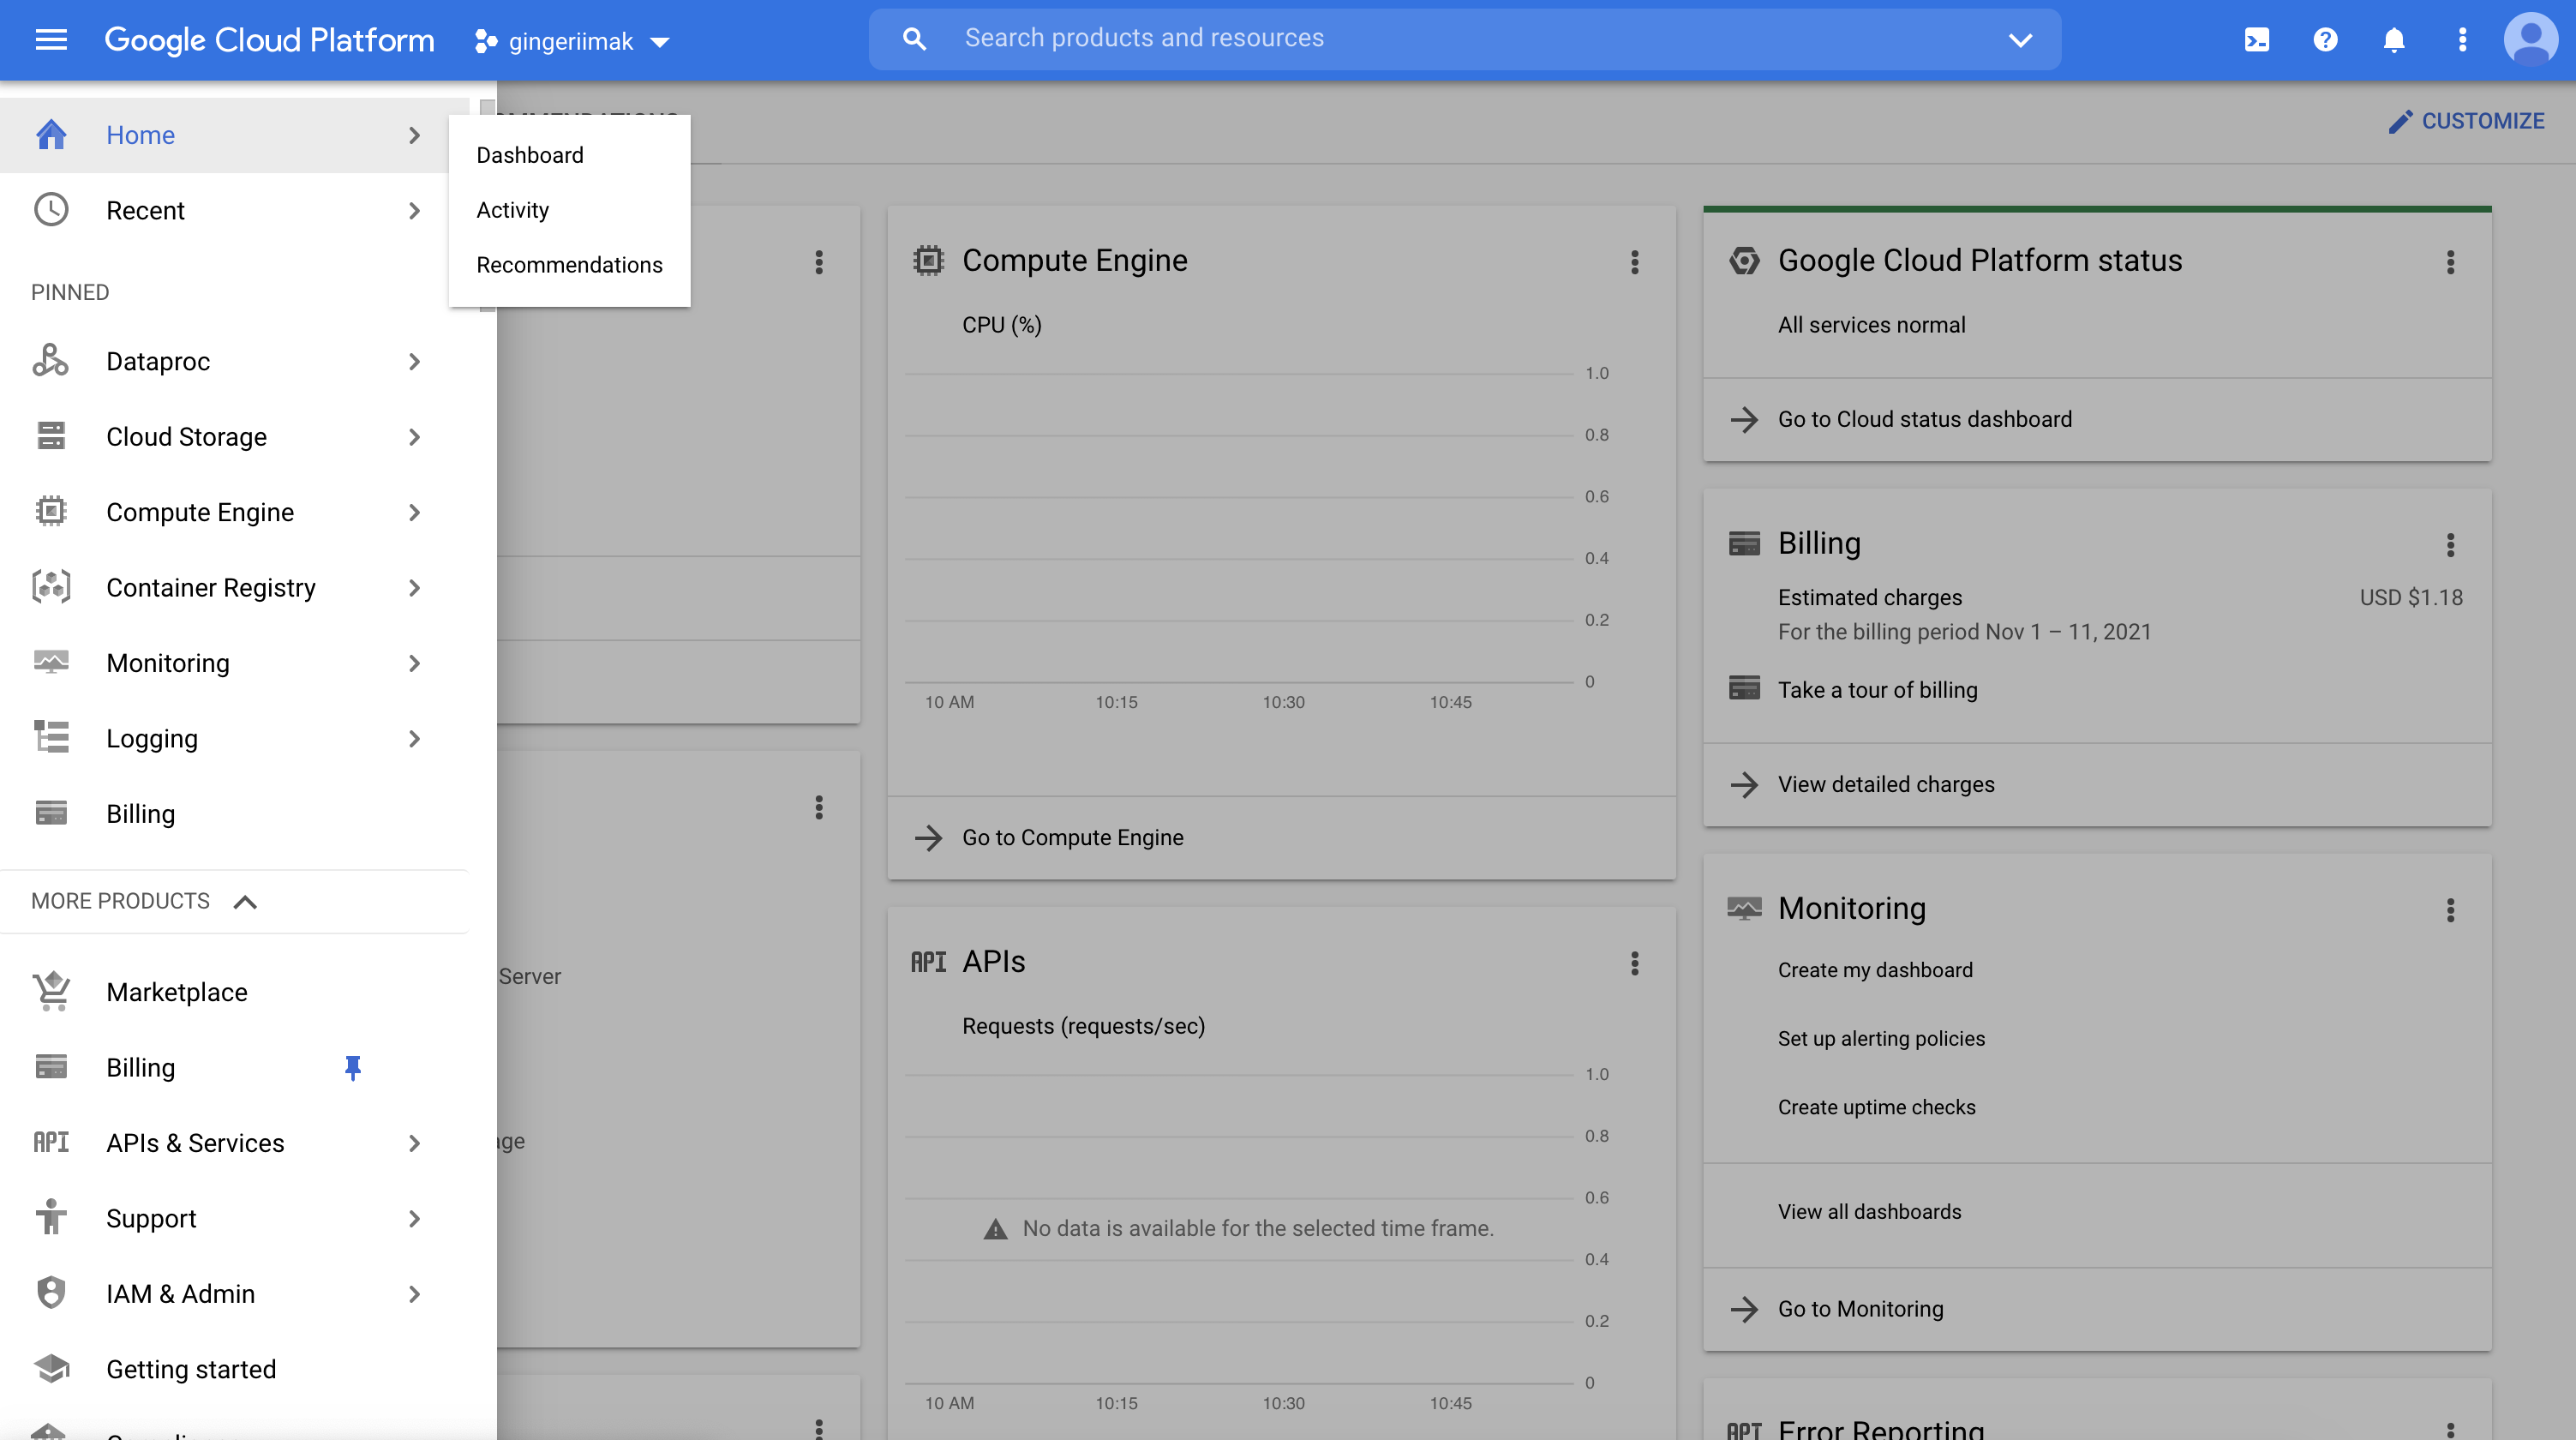 Google Cloud Platform
gingeriimak
Search products and resources
CUSTOMIZE
Home
Recent
PINNED
Dataproc
Cloud Storage
Compute Engine
Container Registry
Monitoring
Logging
Billing
MORE PRODUCTS
Marketplace
Billing
API APIs & Services
Support
IAM & Admin
Getting started
Dashboard
Activity
Recommendations
Server
Compute Engine
CPU (%)
1.0
0.8
0.6
0.4
0.2
0
10 AM 10:15 10:30 10:45
Go to Compute Engine
API APIs
Requests (requests/sec)
1.0
0.8
0.6
No data is available for the selected time frame.
0.4
0.2
0
10 AM 10:15 10:30 10:45
Google Cloud Platform status
All services normal
Go to Cloud status dashboard
Billing
Estimated charges USD $1.18
For the billing period Nov 1 – 11, 2021
Take a tour of billing
View detailed charges
Monitoring
Create my dashboard
Set up alerting policies
Create uptime checks
View all dashboards
Go to Monitoring
Error Reporting